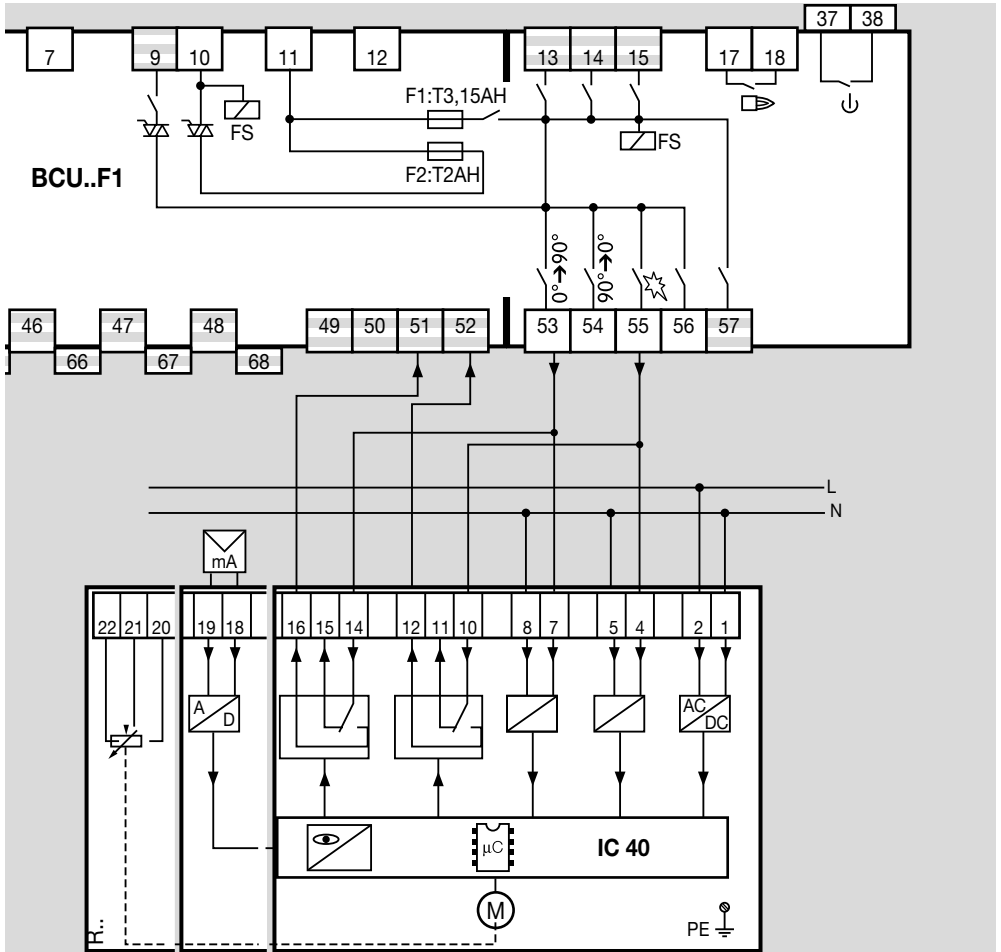 37 38
7 9 10 11 12 13 14 15 17 18
F1:T3,15AH
FS
FS
F2:T2AH
BCU..F1
0°➔90°
90°➔0°
46 47 48 49 50 51 52 53 54 55 56 57
66 67 68
L
N
mA
22 21 20 19 18 16 15 14 12 11 10 8 7 5 4 2 1
A
D
AC
DC
µC
IC 40
M
PE
R..